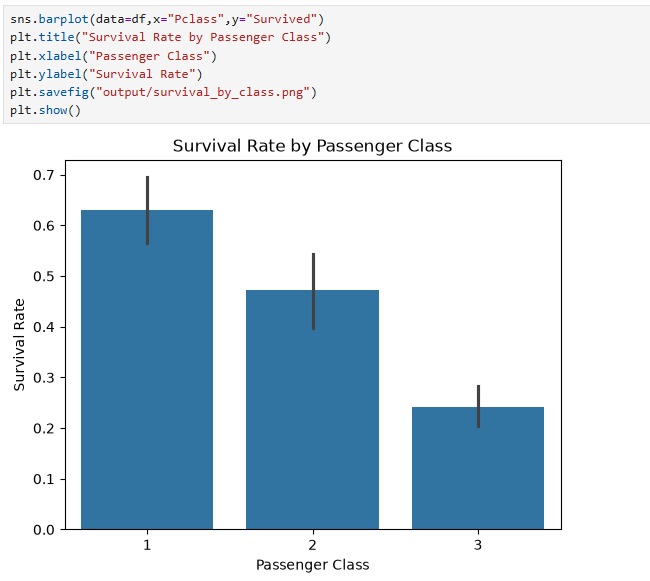 sns.barplot(data=df,x="Pclass",y="Survived")
plt.title("Survival Rate by Passenger Class")
plt.xlabel("Passenger Class")
plt.ylabel("Survival Rate")
plt.savefig("output/survival_by_class.png")
plt.show()
Survival Rate by Passenger Class
0.7
0.6
0.5
0.4
0.3
0.2
0.1
0.0
Survival Rate
1 2 3
Passenger Class